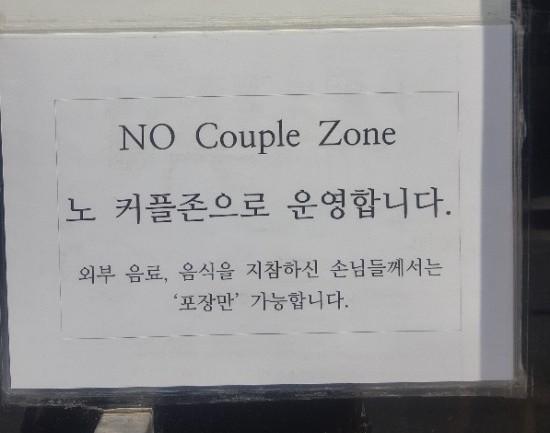 NO Couple Zone
노 커플존으로 운영합니다.
외부 음료, 음식을 지참하신 손님들께서는
‘포장만’ 가능합니다.